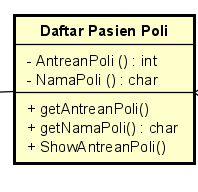 Daftar Pasien Poli
- AntreanPoli () : int
- NamaPoli () : char
+ getAntreanPoli()
+ getNamaPoli() : char
+ ShowAntreanPoli()